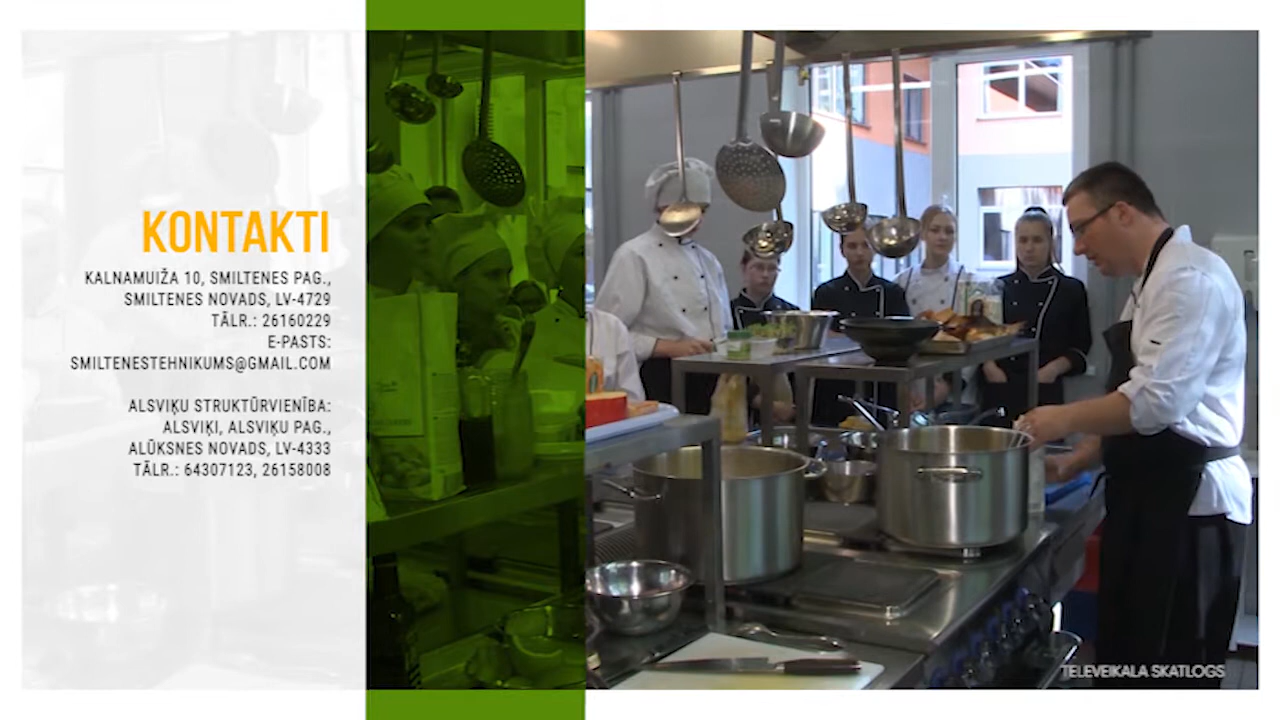 KONTAKTI
KALNAMUIŽA 10, SMILTENES PAG.,
SMILTENES NOVADS, LV-4729
TĀLR.: 26160229
E-PASTS:
SMILTENESTEHNIKUMS@GMAIL.COM
ALSVIĶU STRUKTŪRVIENĪBA:
ALSVIĶI, ALSVIĶU PAG.,
ALŪKSNES NOVADS, LV-4333
TĀLR.: 64307123, 26158008
TELEVEIKALA SKATLOGS